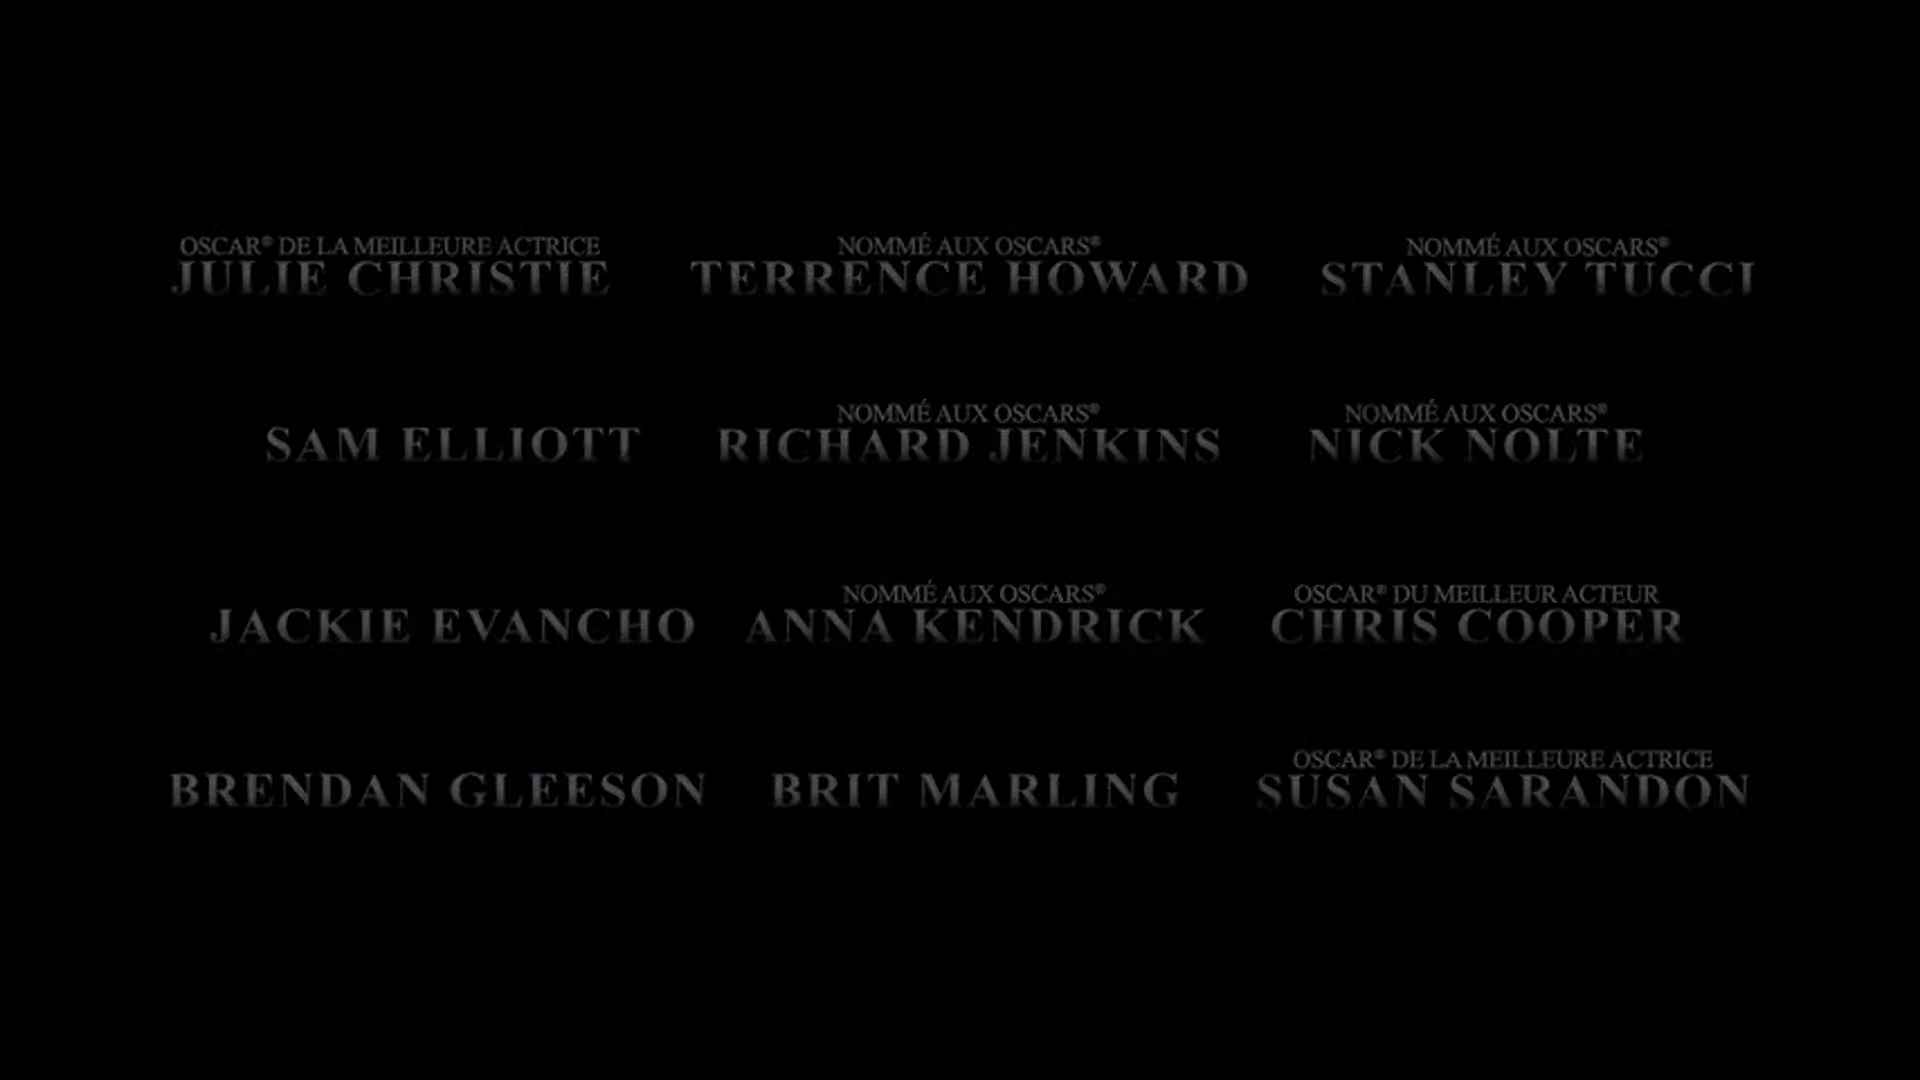 OSCAR® DE LA MEILLEURE ACTRICE NOMMÉ AUX OSCARS® NOMMÉ AUX OSCARS®
JULIE CHRISTIE TERRENCE HOWARD STANLEY TUCCI
NOMMÉ AUX OSCARS® NOMMÉ AUX OSCARS®
SAM ELLIOTT RICHARD JENKINS NICK NOLTE
NOMMÉ AUX OSCARS® OSCAR® DU MEILLEUR ACTEUR
JACKIE EVANCHO ANNA KENDRICK CHRIS COOPER
OSCAR® DE LA MEILLEURE ACTRICE
BRENDAN GLEESON BRIT MARLING SUSAN SARANDON